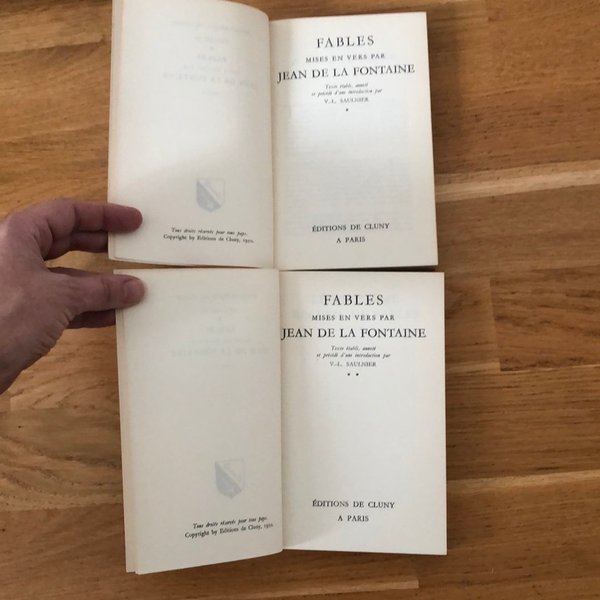 FABLES
MISES EN VERS PAR
JEAN DE LA FONTAINE
Texte établi, annoté
et précédé d'une introduction par
V.-L. SAULNIER
*
ÉDITIONS DE CLUNY
A PARIS
Tous droits réservés pour tous pays.
Copyright by Editions de Cluny, 1950.
FABLES
MISES EN VERS PAR
JEAN DE LA FONTAINE
Texte établi, annoté
et précédé d'une introduction par
V.-L. SAULNIER
* *
ÉDITIONS DE CLUNY
A PARIS
Tous droits réservés pour tous pays.
Copyright by Editions de Cluny, 1950.